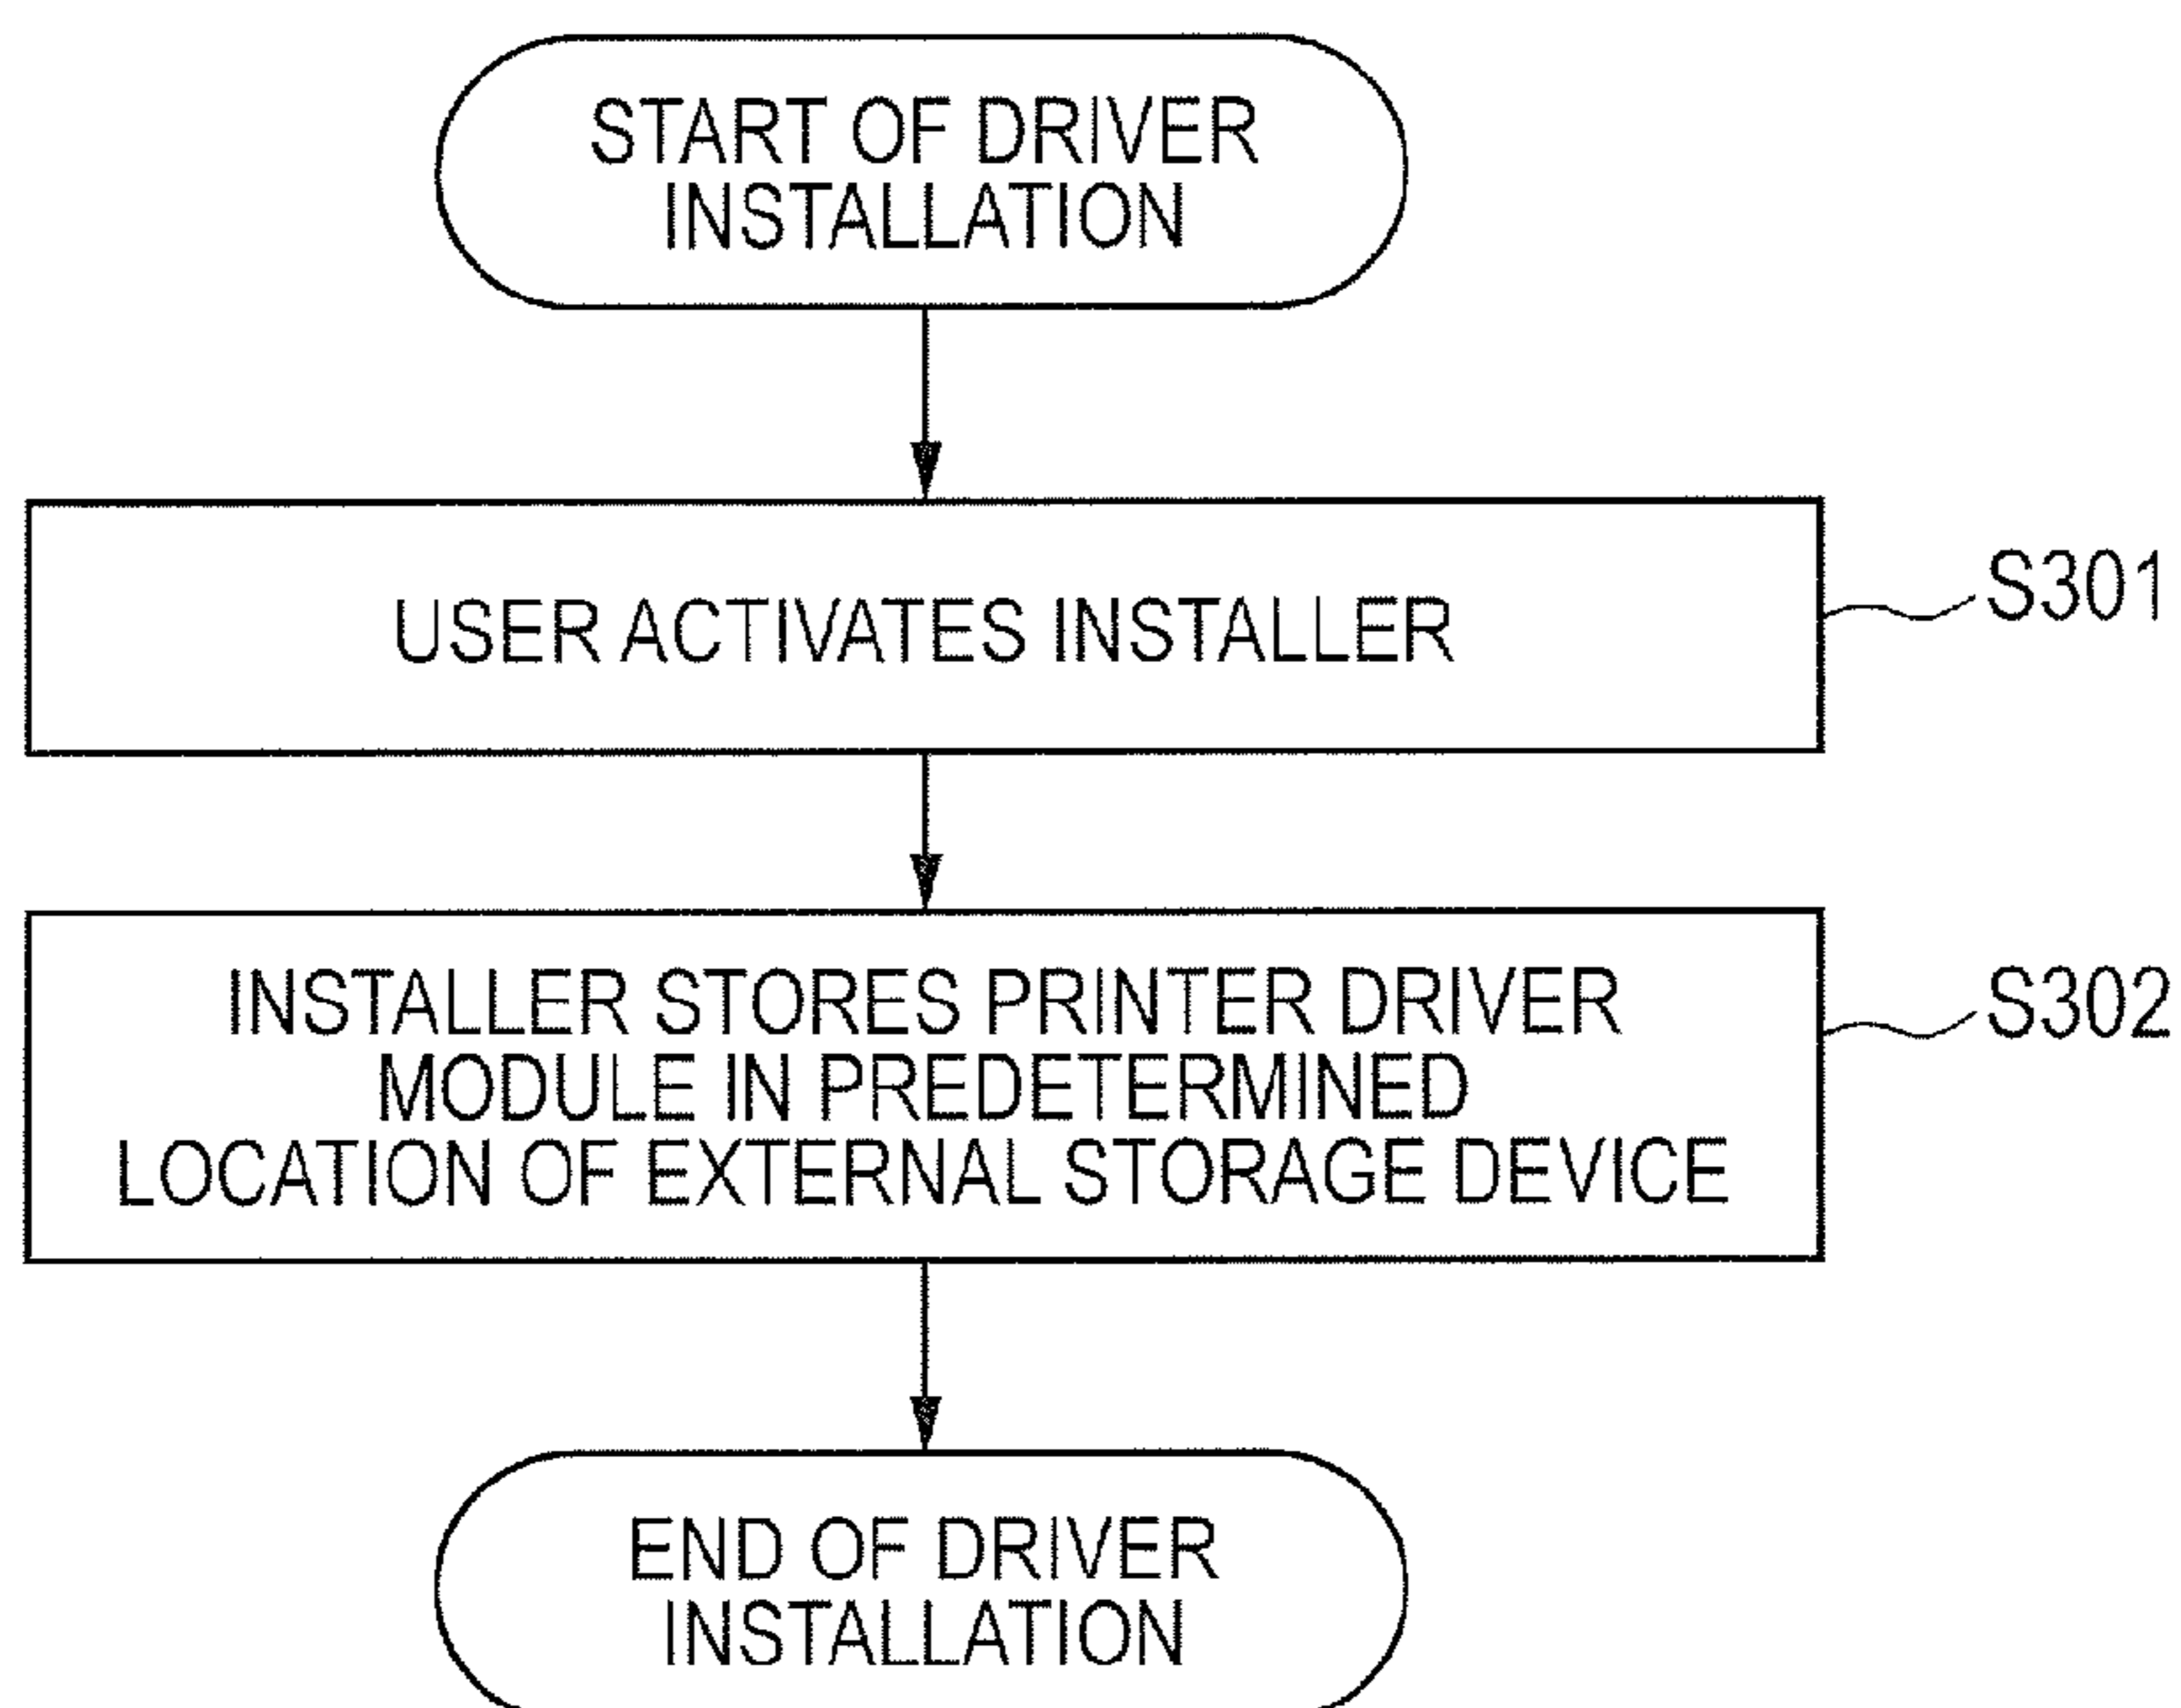 START OF DRIVER
INSTALLATION
USER ACTIVATES INSTALLER
S301
INSTALLER STORES PRINTER DRIVER
MODULE IN PREDETERMINED
LOCATION OF EXTERNAL STORAGE DEVICE
S302
END OF DRIVER
INSTALLATION